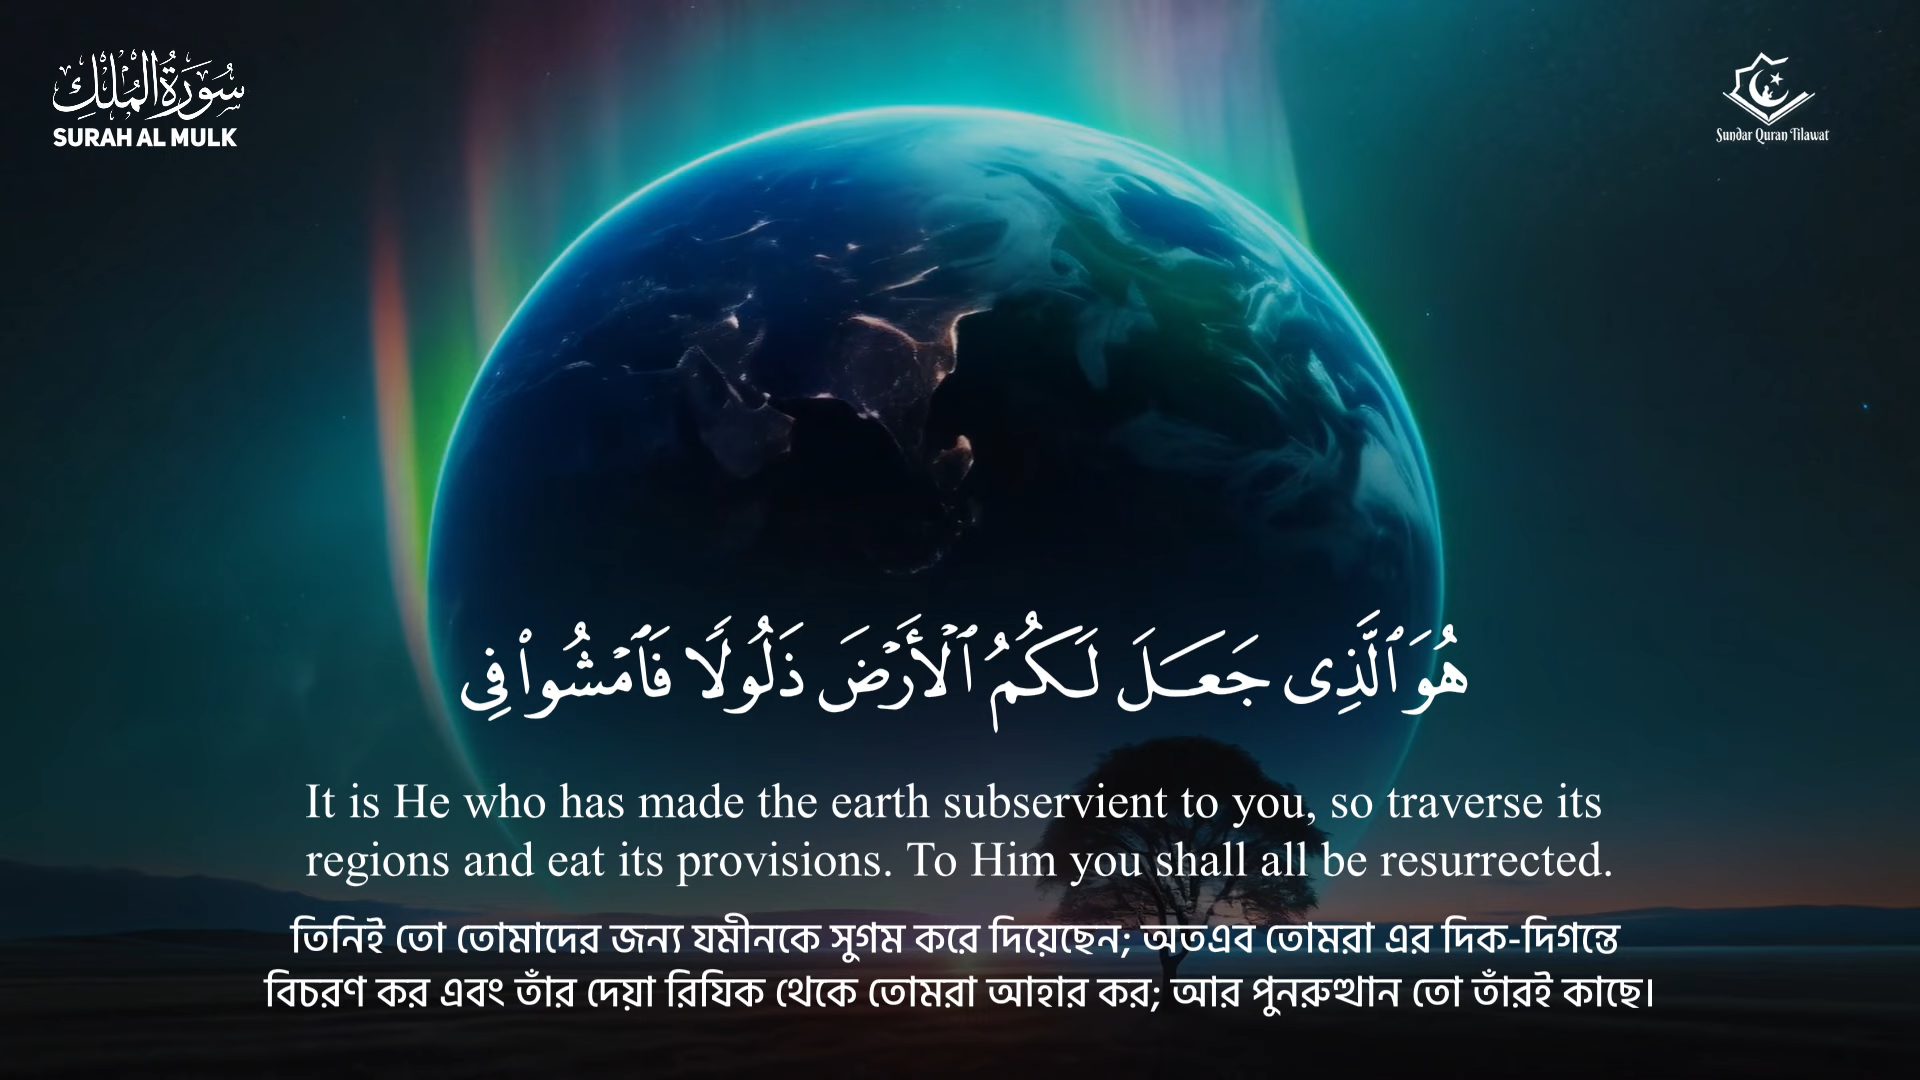 سُورَةُ الْمُلْكِ
SURAH AL MULK
Sundar Quran Tilawat
هُوَ ٱلَّذِى جَعَلَ لَكُمُ ٱلْأَرْضَ ذَلُولًا فَٱمْشُوا۟ فِى
It is He who has made the earth subservient to you, so traverse its
regions and eat its provisions. To Him you shall all be resurrected.
তিনিই তো তোমাদের জন্য যমীনকে সুগম করে দিয়েছেন; অতএব তোমরা এর দিক-দিগন্তে
বিচরণ কর এবং তাঁর দেয়া রিযিক থেকে তোমরা আহার কর; আর পুনরুত্থান তো তাঁরই কাছে।